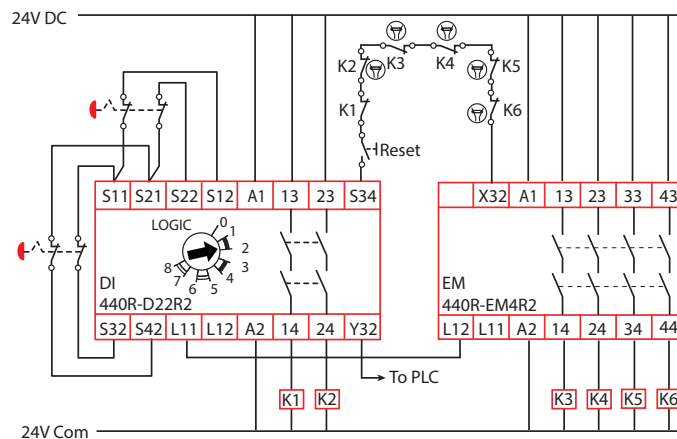 24V DC
K2 K3 K4 K5
K1 K6
Reset
S11 S21 S22 S12 A1 13 23 S34
X32 A1 13 23 33 43
LOGIC
0
1
2
3
4
5
6
7
8
DI
440R-D22R2
EM
440R-EM4R2
S32 S42 L11 L12 A2 14 24 Y32
L12 L11 A2 14 24 34 44
To PLC
K1 K2
K3 K4 K5 K6
24V Com